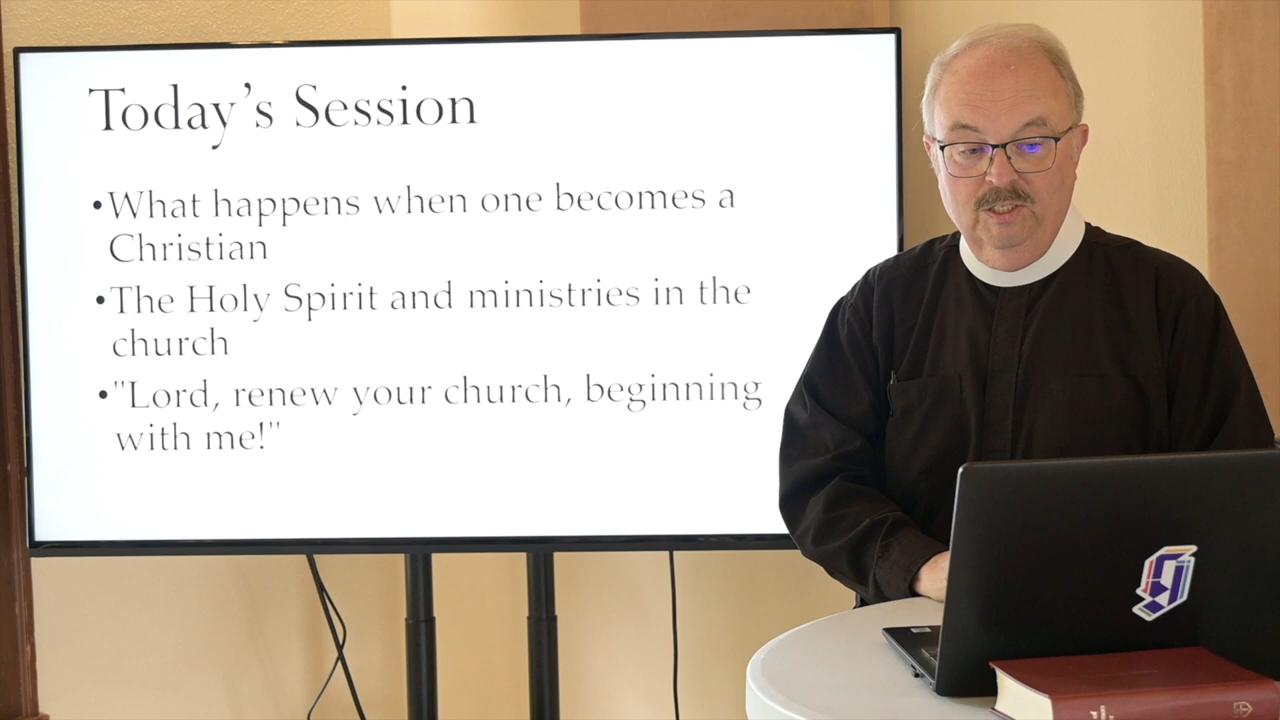 Today’s Session
•What happens when one becomes a
Christian
•The Holy Spirit and ministries in the
church
•"Lord, renew your church, beginning
with me!"